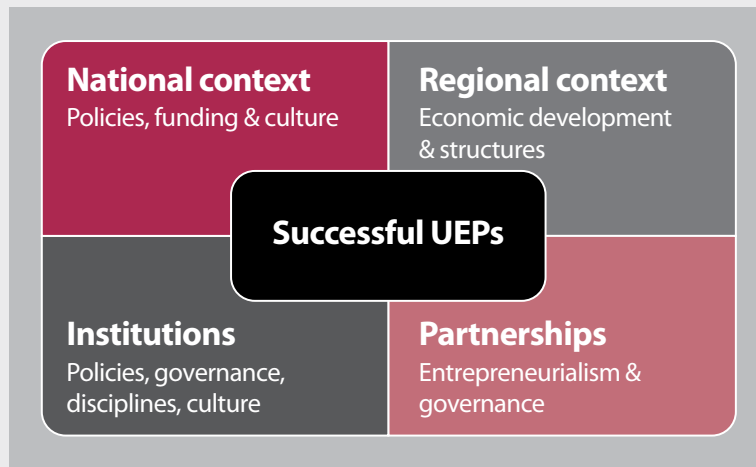 National context
Policies, funding & culture
Regional context
Economic development
& structures
Successful UEPs
Institutions
Policies, governance,
disciplines, culture
Partnerships
Entrepreneurialism &
governance